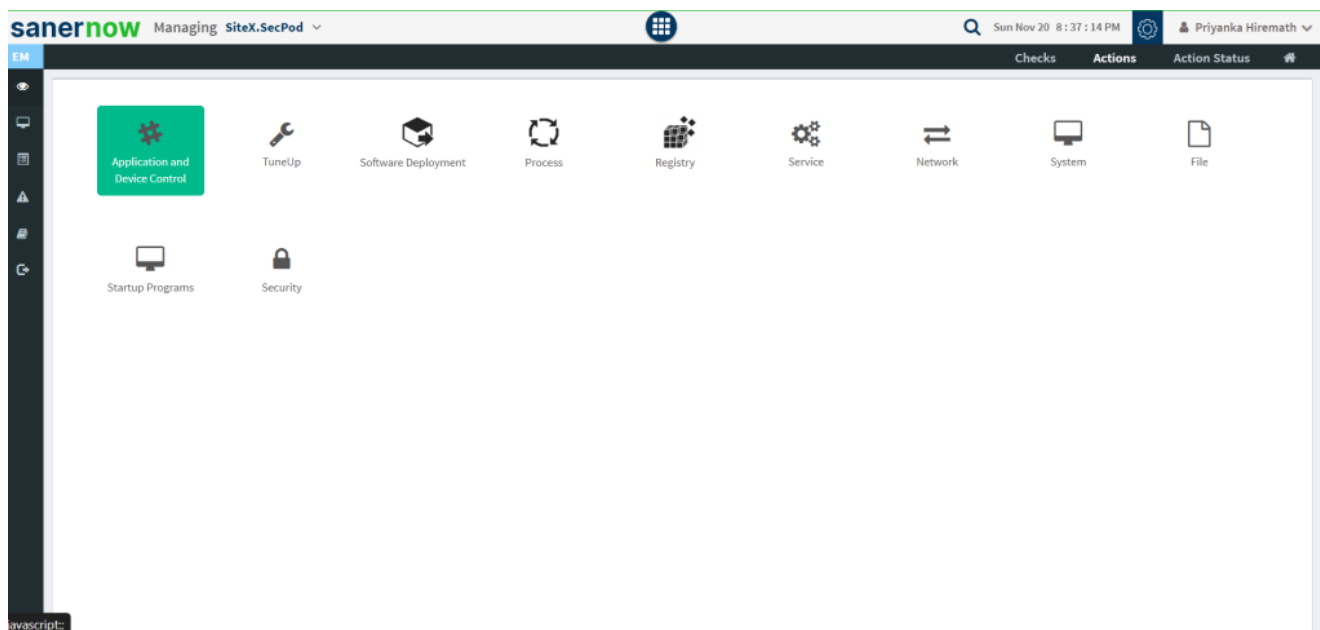 sanernow Managing SiteX.SecPod Sun Nov 20 8:37:14 PM Priyanka Hiremath
EM Checks Actions Action Status
Application and
Device Control
TuneUp
Software Deployment
Process
Registry
Service
Network
System
File
Startup Programs
Security
avascript:;